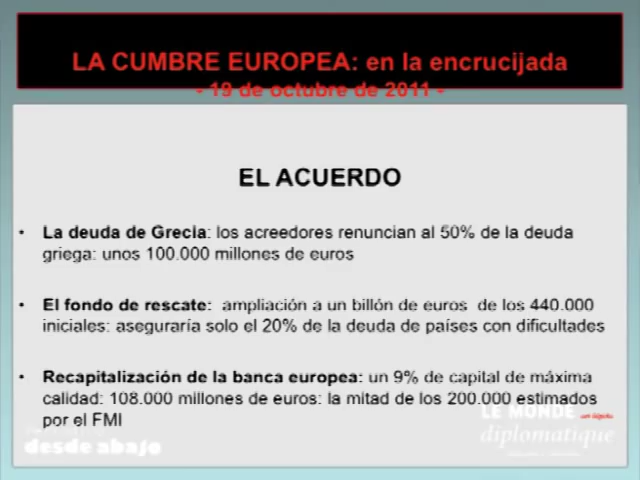 LA CUMBRE EUROPEA: en la encrucijada
- 19 de octubre de 2011 -
EL ACUERDO
• La deuda de Grecia: los acreedores renuncian al 50% de la deuda
griega: unos 100.000 millones de euros
• El fondo de rescate: ampliación a un billón de euros de los 440.000
iniciales: aseguraría solo el 20% de la deuda de países con dificultades
• Recapitalización de la banca europea: un 9% de capital de máxima
calidad: 108.000 millones de euros: la mitad de los 200.000 estimados
por el FMI
LE MONDE
diplomatique
desde abajo